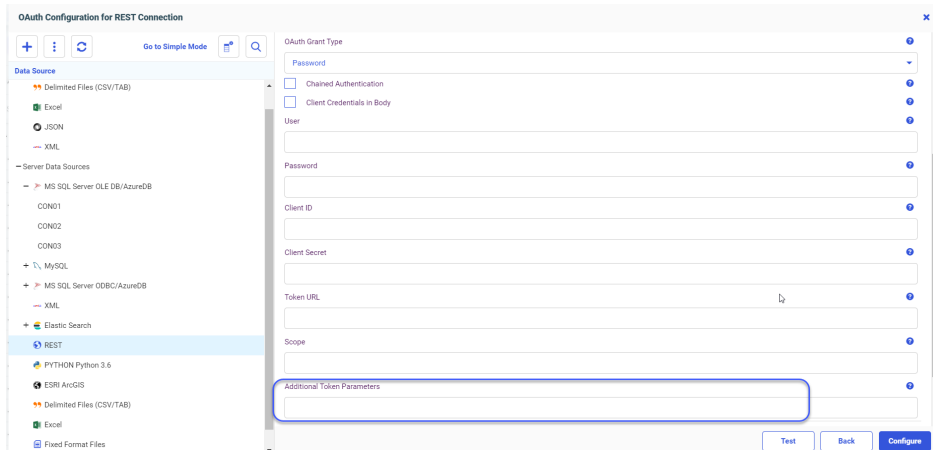 OAuth Configuration for REST Connection
Go to Simple Mode
Data Source
Delimited Files (CSV/TAB)
Excel
JSON
XML
Server Data Sources
MS SQL Server OLE DB/AzureDB
CON01
CON02
CON03
MySQL
MS SQL Server ODBC/AzureDB
XML
Elastic Search
REST
PYTHON Python 3.6
ESRI ArcGIS
Delimited Files (CSV/TAB)
Excel
Fixed Format Files
OAuth Grant Type
Password
Chained Authentication
Client Credentials in Body
User
Password
Client ID
Client Secret
Token URL
Scope
Additional Token Parameters
Test Back Configure